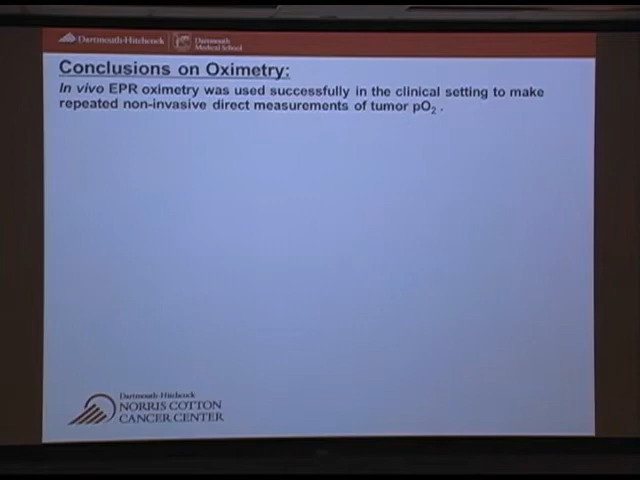 Dartmouth-Hitchcock Dartmouth
Medical School
Conclusions on Oximetry:
In vivo EPR oximetry was used successfully in the clinical setting to make
repeated non-invasive direct measurements of tumor pO₂ .
Dartmouth-Hitchcock
NORRIS COTTON
CANCER CENTER